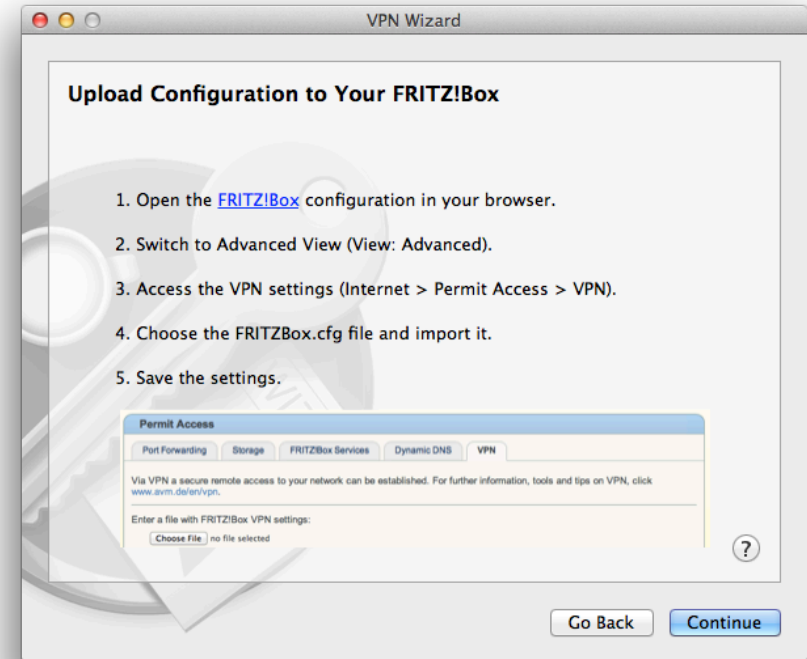 VPN Wizard
Upload Configuration to Your FRITZ!Box
1. Open the FRITZ!Box configuration in your browser.
2. Switch to Advanced View (View: Advanced).
3. Access the VPN settings (Internet > Permit Access > VPN).
4. Choose the FRITZBox.cfg file and import it.
5. Save the settings.
Permit Access
Port Forwarding Storage FRITZ!Box Services Dynamic DNS VPN
Via VPN a secure remote access to your network can be established. For further information, tools and tips on VPN, click
www.avm.de/en/vpn.
Enter a file with FRITZ!Box VPN settings:
Choose File no file selected
?
Go Back Continue